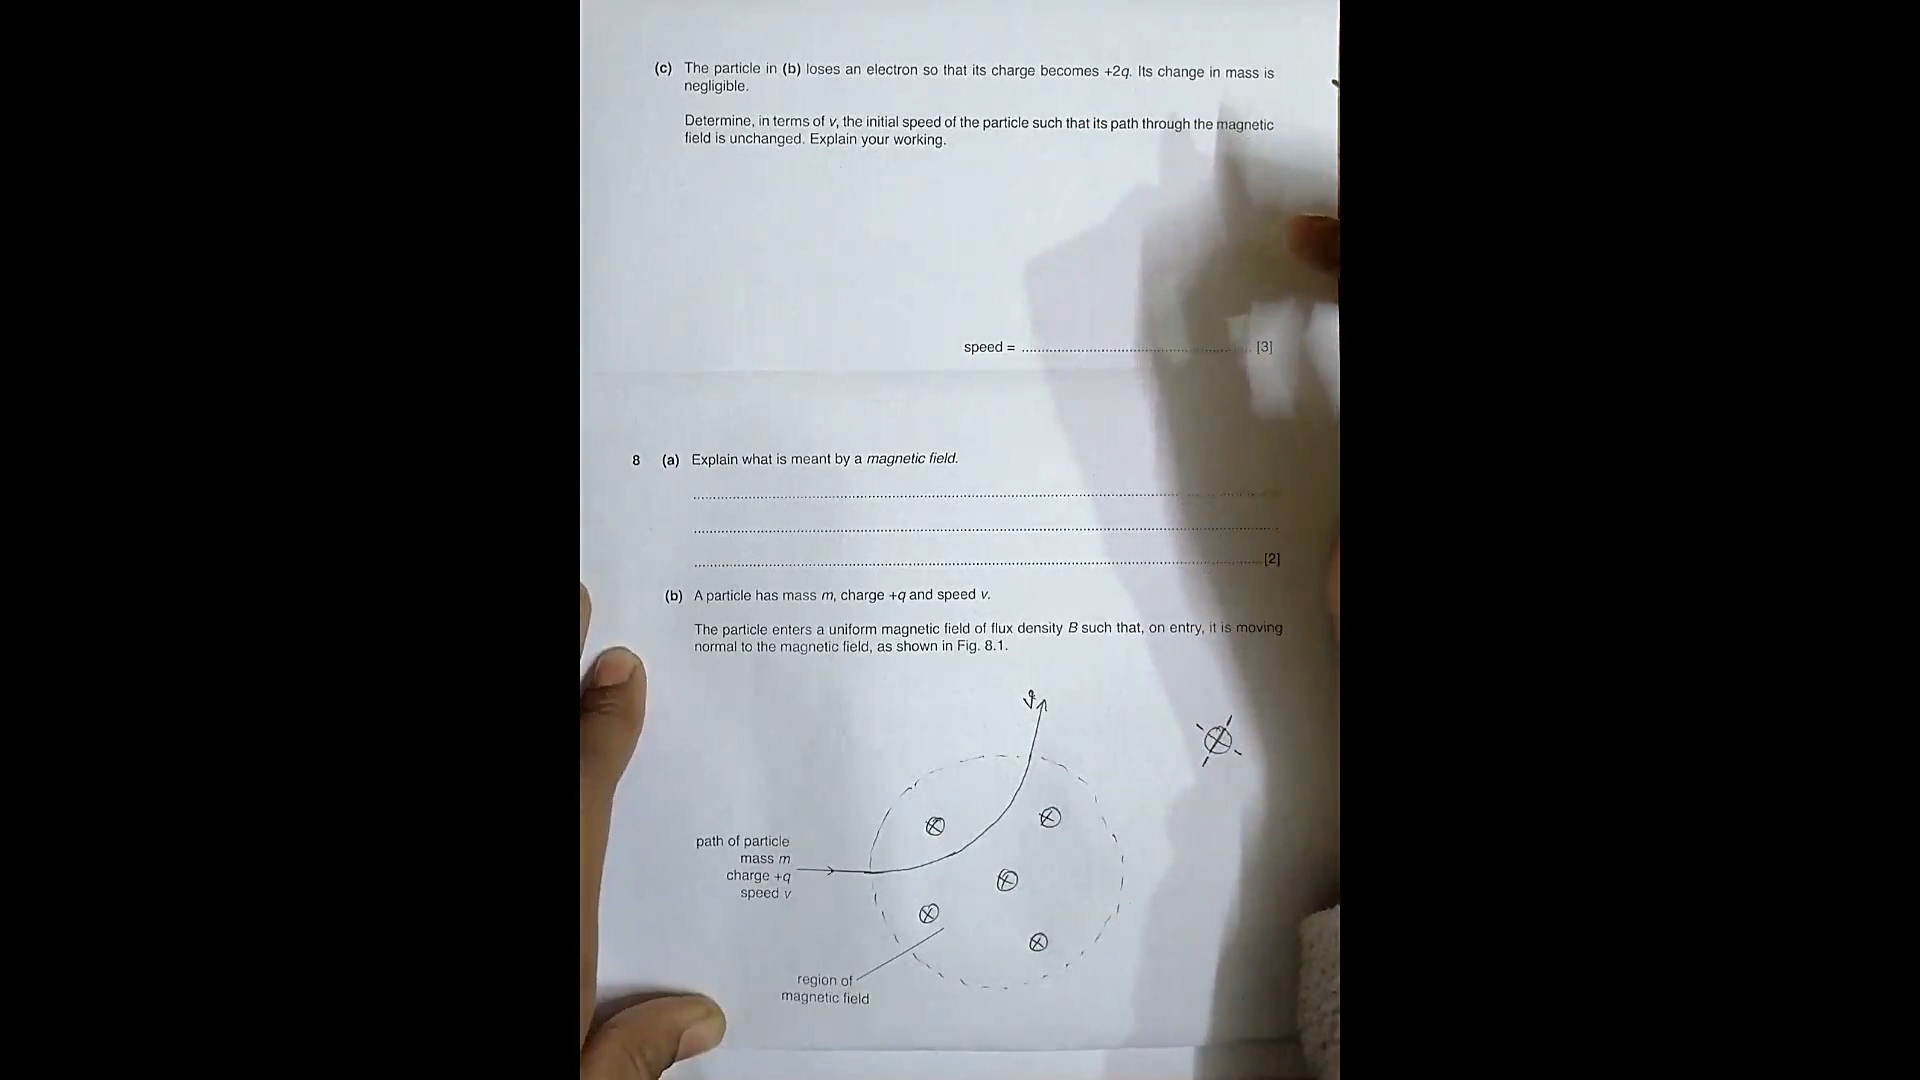 (c) The particle in (b) loses an electron so that its charge becomes +2q. Its change in mass is
negligible.
Determine, in terms of v, the initial speed of the particle such that its path through the magnetic
field is unchanged. Explain your working.
speed = ........................................................ [3]
8 (a) Explain what is meant by a magnetic field.
[2]
(b) A particle has mass m, charge +q and speed v.
The particle enters a uniform magnetic field of flux density B such that, on entry, it is moving
normal to the magnetic field, as shown in Fig. 8.1.
path of particle
mass m
charge +q
speed v
region of
magnetic field